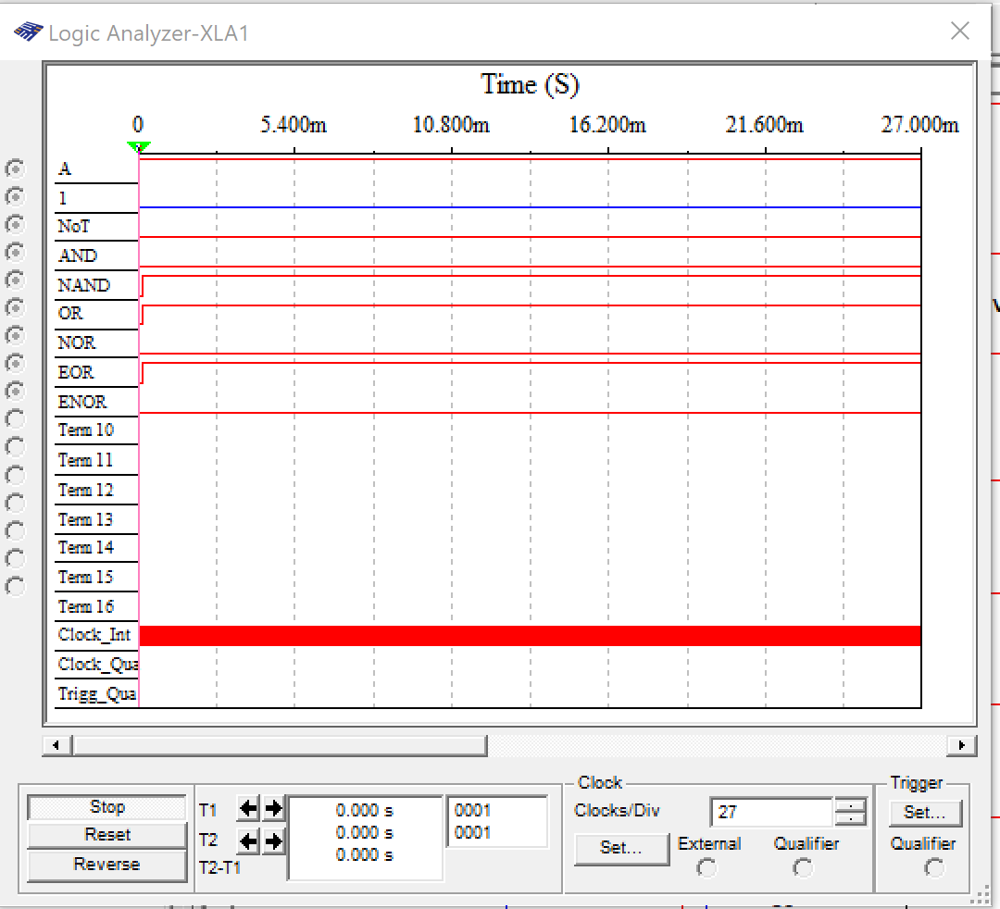 Logic Analyzer-XLA1
Time (S)
0 5.400m 10.800m 16.200m 21.600m 27.000m
A
1
NoT
AND
NAND
OR
NOR
EOR
ENOR
Term 10
Term 11
Term 12
Term 13
Term 14
Term 15
Term 16
Clock_Int
Clock_Qua
Trigg_Qua
Stop
Reset
Reverse
T1 0.000 s 0001
T2 0.000 s 0001
T2-T1 0.000 s
Clock
Clocks/Div 27
Set... External Qualifier
Trigger
Set...
Qualifier